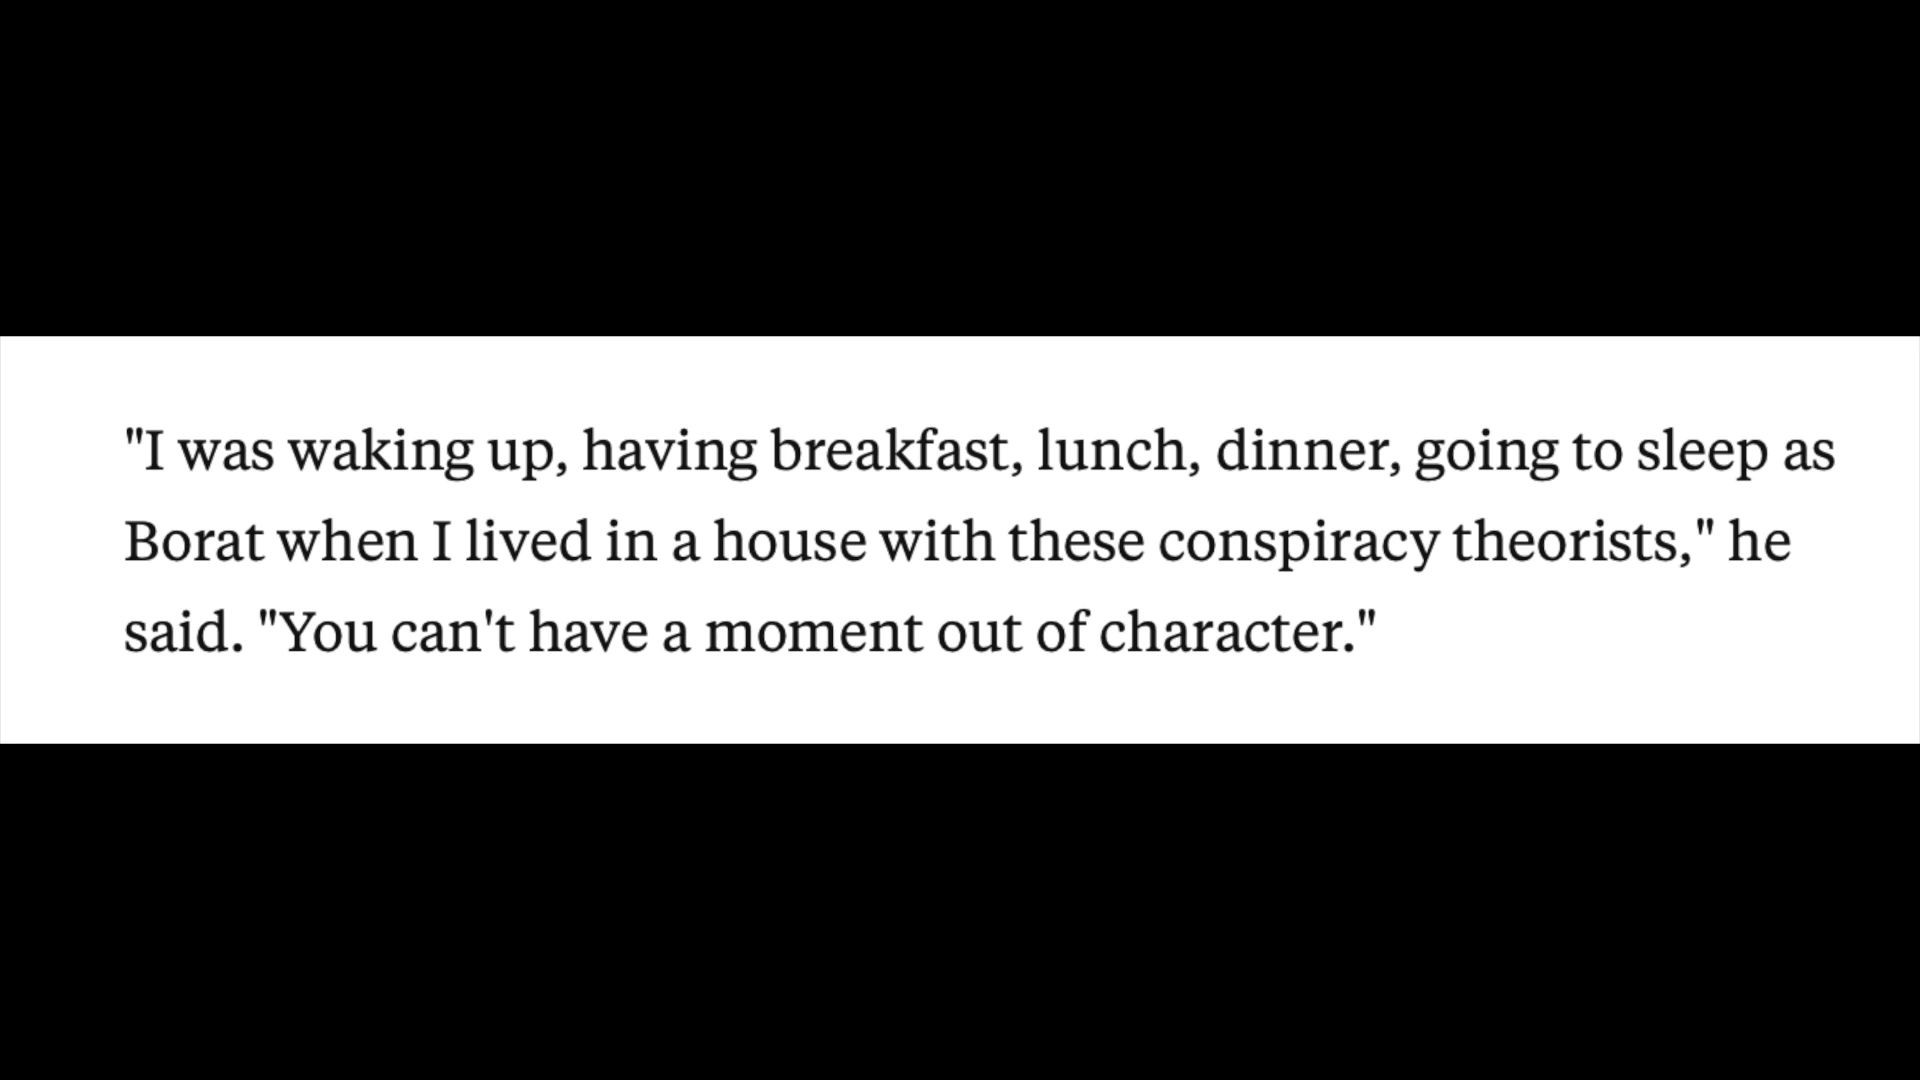 "I was waking up, having breakfast, lunch, dinner, going to sleep as
Borat when I lived in a house with these conspiracy theorists," he
said. "You can't have a moment out of character."